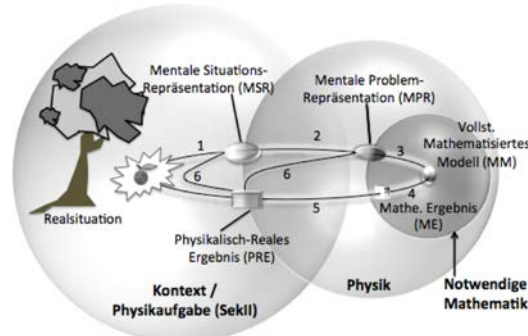 Mentale Situations-
Repräsentation (MSR)
Mentale Problem-
Repräsentation (MPR)
Vollst.
Mathematisiertes
Modell (MM)
1
2
3
6
6
4
5
Realsituation
Mathe. Ergebnis
(ME)
Physikalisch-Reales
Ergebnis (PRE)
Kontext /
Physikaufgabe (SekII)
Physik
Notwendige
Mathematik